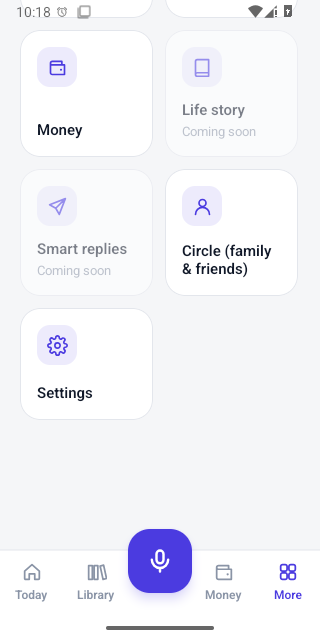 10:18
Money
Life story
Coming soon
Smart replies
Coming soon
Circle (family
& friends)
Settings
Today
Library
Money
More